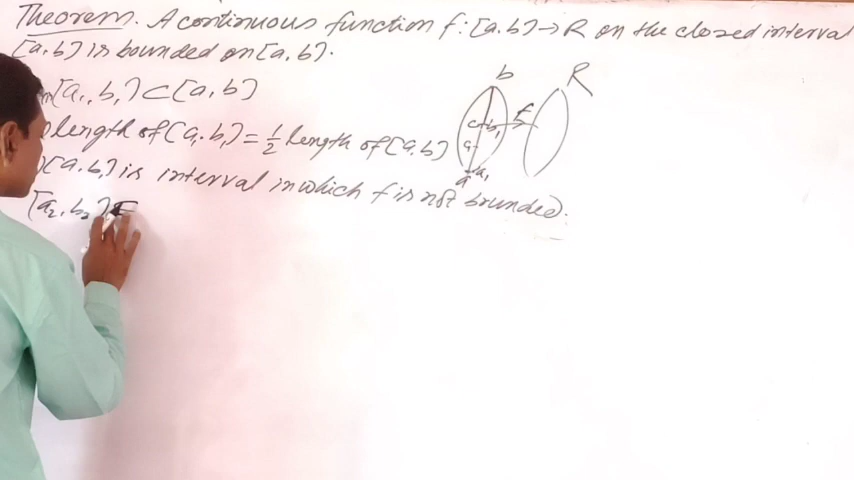 Theorem. A continuous function f: [a.b) → R on the closed interval
[a,b) is bounded on [a,b).
[a₁,b₁) ⊂ [a,b)
length of [a₁.b₁) = 1/2 length of [a.b)
[a.b₁) is interval in which f is not bounded.
[a₂.b₂)
b
R
f
c
b₁
a
a₁